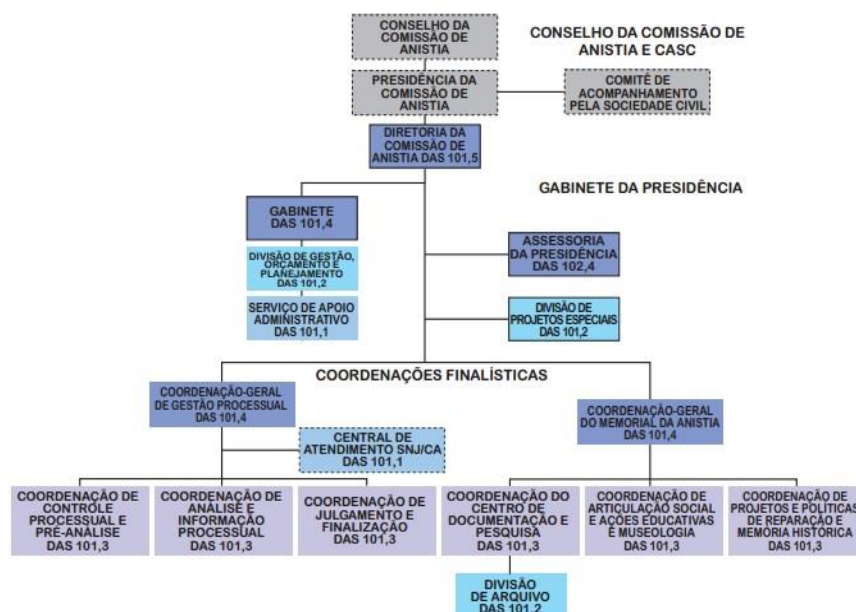 CONSELHO DA
COMISSÃO DE
ANISTIA
CONSELHO DA COMISSÃO DE
ANISTIA E CASC
PRESIDÊNCIA DA
COMISSÃO DE
ANISTIA
COMITÊ DE
ACOMPANHAMENTO
PELA SOCIEDADE CIVIL
DIRETORIA DA
COMISSÃO DE
ANISTIA DAS 101,5
GABINETE DA PRESIDÊNCIA
GABINETE
DAS 101,4
DIVISÃO DE GESTÃO,
ORÇAMENTO E
PLANEJAMENTO
DAS 101,2
SERVIÇO DE APOIO
ADMINISTRATIVO
DAS 101,1
ASSESSORIA
DA PRESIDÊNCIA
DAS 102,4
DIVISÃO DE
PROJETOS ESPECIAIS
DAS 101,2
COORDENAÇÕES FINALÍSTICAS
COORDENAÇÃO-GERAL
DE GESTÃO PROCESSUAL
DAS 101,4
COORDENAÇÃO-GERAL
DO MEMORIAL DA ANISTIA
DAS 101,4
CENTRAL DE
ATENDIMENTO SNJ/CA
DAS 101,1
COORDENAÇÃO DE
CONTRÔLE
PROCESSUAL E
PRÉ-ANÁLISE
DAS 101,3
COORDENAÇÃO DE
ANÁLISE E
INFORMAÇÃO
PROCESSUAL
DAS 101,3
COORDENAÇÃO DE
JULGAMENTO E
FINALIZAÇÃO
DAS 101,3
COORDENAÇÃO DO
CENTRO DE
DOCUMENTAÇÃO E
PESQUISA
DAS 101,3
COORDENAÇÃO DE
ARTICULAÇÃO SOCIAL
E AÇÕES EDUCATIVAS
E MUSEOLOGIA
DAS 101,3
COORDENAÇÃO DE
PROJETOS E POLÍTICAS
DE REPARAÇÃO E
MEMÓRIA HISTÓRICA
DAS 101,3
DIVISÃO
DE ARQUIVO
DAS 101,2